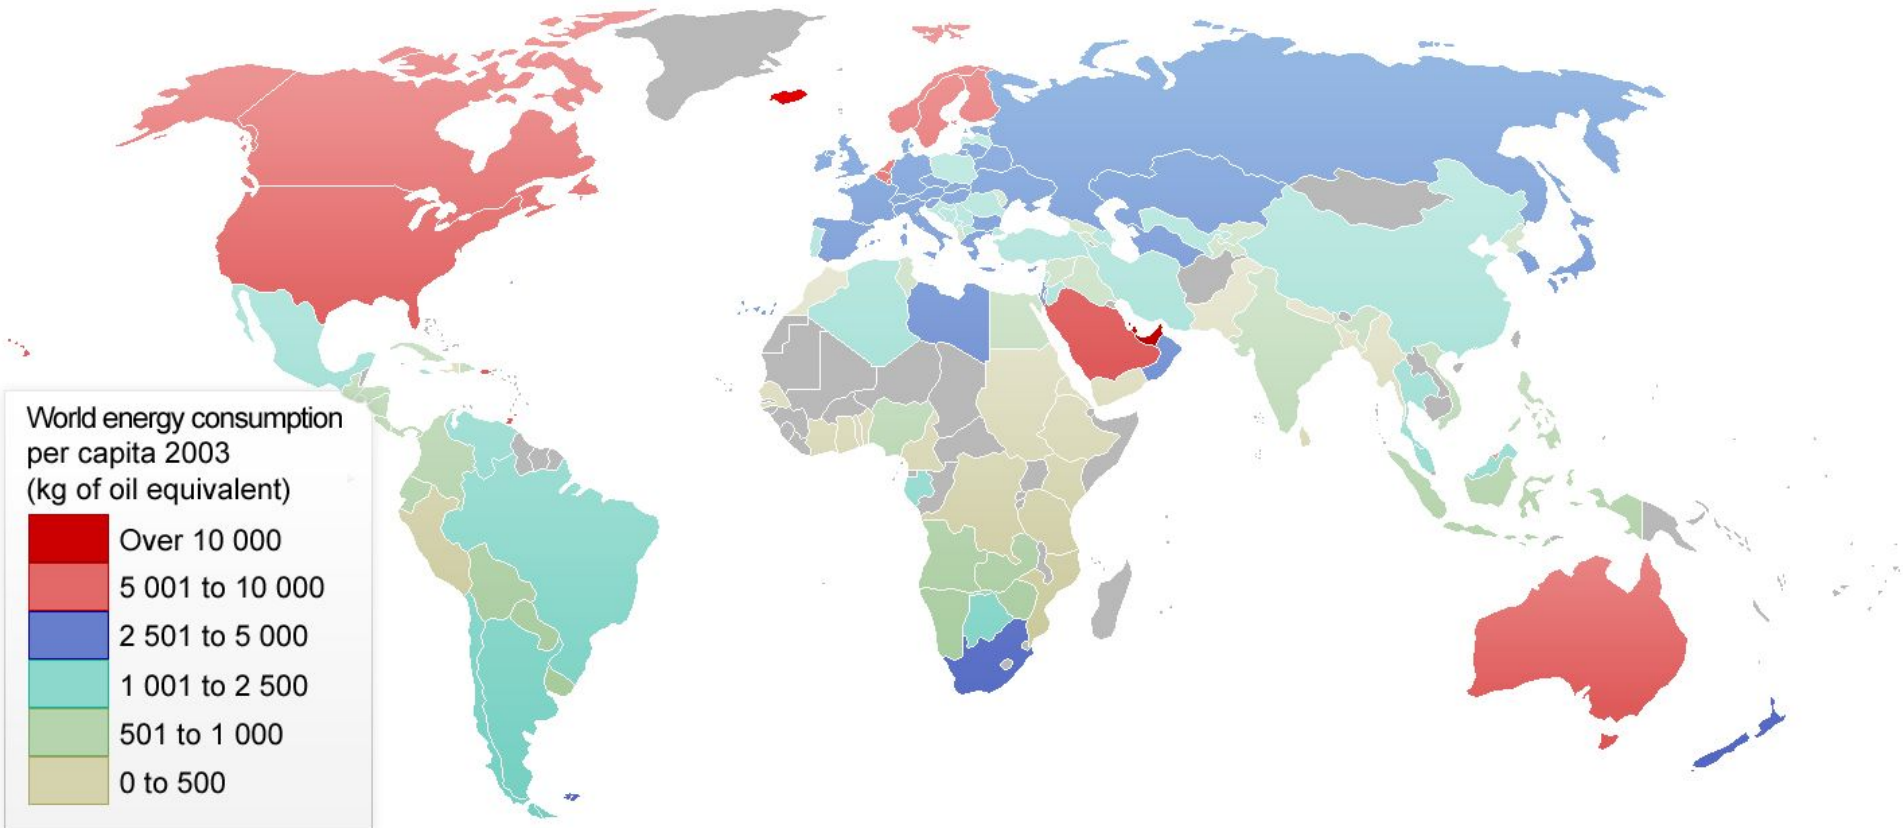 World energy consumption
per capita 2003
(kg of oil equivalent)
Over 10 000
5 001 to 10 000
2 501 to 5 000
1 001 to 2 500
501 to 1 000
0 to 500